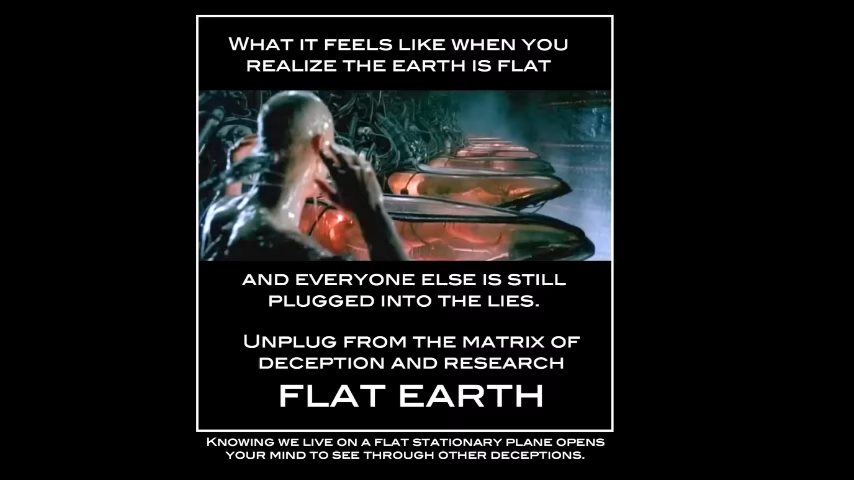 What it feels like when you
realize the earth is flat
and everyone else is still
plugged into the lies.
Unplug from the matrix of
deception and research
FLAT EARTH
Knowing we live on a flat stationary plane opens
your mind to see through other deceptions.